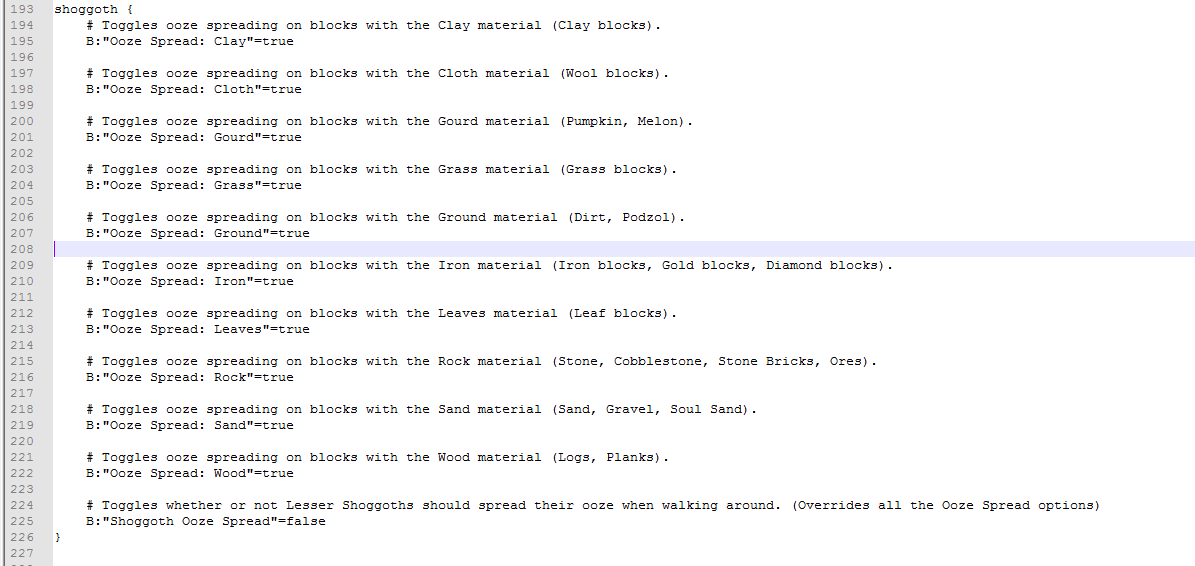 193 shoggoth {
194     # Toggles ooze spreading on blocks with the Clay material (Clay blocks).
195     B:"Ooze Spread: Clay"=true
196
197     # Toggles ooze spreading on blocks with the Cloth material (Wool blocks).
198     B:"Ooze Spread: Cloth"=true
199
200     # Toggles ooze spreading on blocks with the Gourd material (Pumpkin, Melon).
201     B:"Ooze Spread: Gourd"=true
202
203     # Toggles ooze spreading on blocks with the Grass material (Grass blocks).
204     B:"Ooze Spread: Grass"=true
205
206     # Toggles ooze spreading on blocks with the Ground material (Dirt, Podzol).
207     B:"Ooze Spread: Ground"=true
208
209     # Toggles ooze spreading on blocks with the Iron material (Iron blocks, Gold blocks, Diamond blocks).
210     B:"Ooze Spread: Iron"=true
211
212     # Toggles ooze spreading on blocks with the Leaves material (Leaf blocks).
213     B:"Ooze Spread: Leaves"=true
214
215     # Toggles ooze spreading on blocks with the Rock material (Stone, Cobblestone, Stone Bricks, Ores).
216     B:"Ooze Spread: Rock"=true
217
218     # Toggles ooze spreading on blocks with the Sand material (Sand, Gravel, Soul Sand).
219     B:"Ooze Spread: Sand"=true
220
221     # Toggles ooze spreading on blocks with the Wood material (Logs, Planks).
222     B:"Ooze Spread: Wood"=true
223
224     # Toggles whether or not Lesser Shoggoths should spread their ooze when walking around. (Overrides all the Ooze Spread options)
225     B:"Shoggoth Ooze Spread"=false
226 }
227